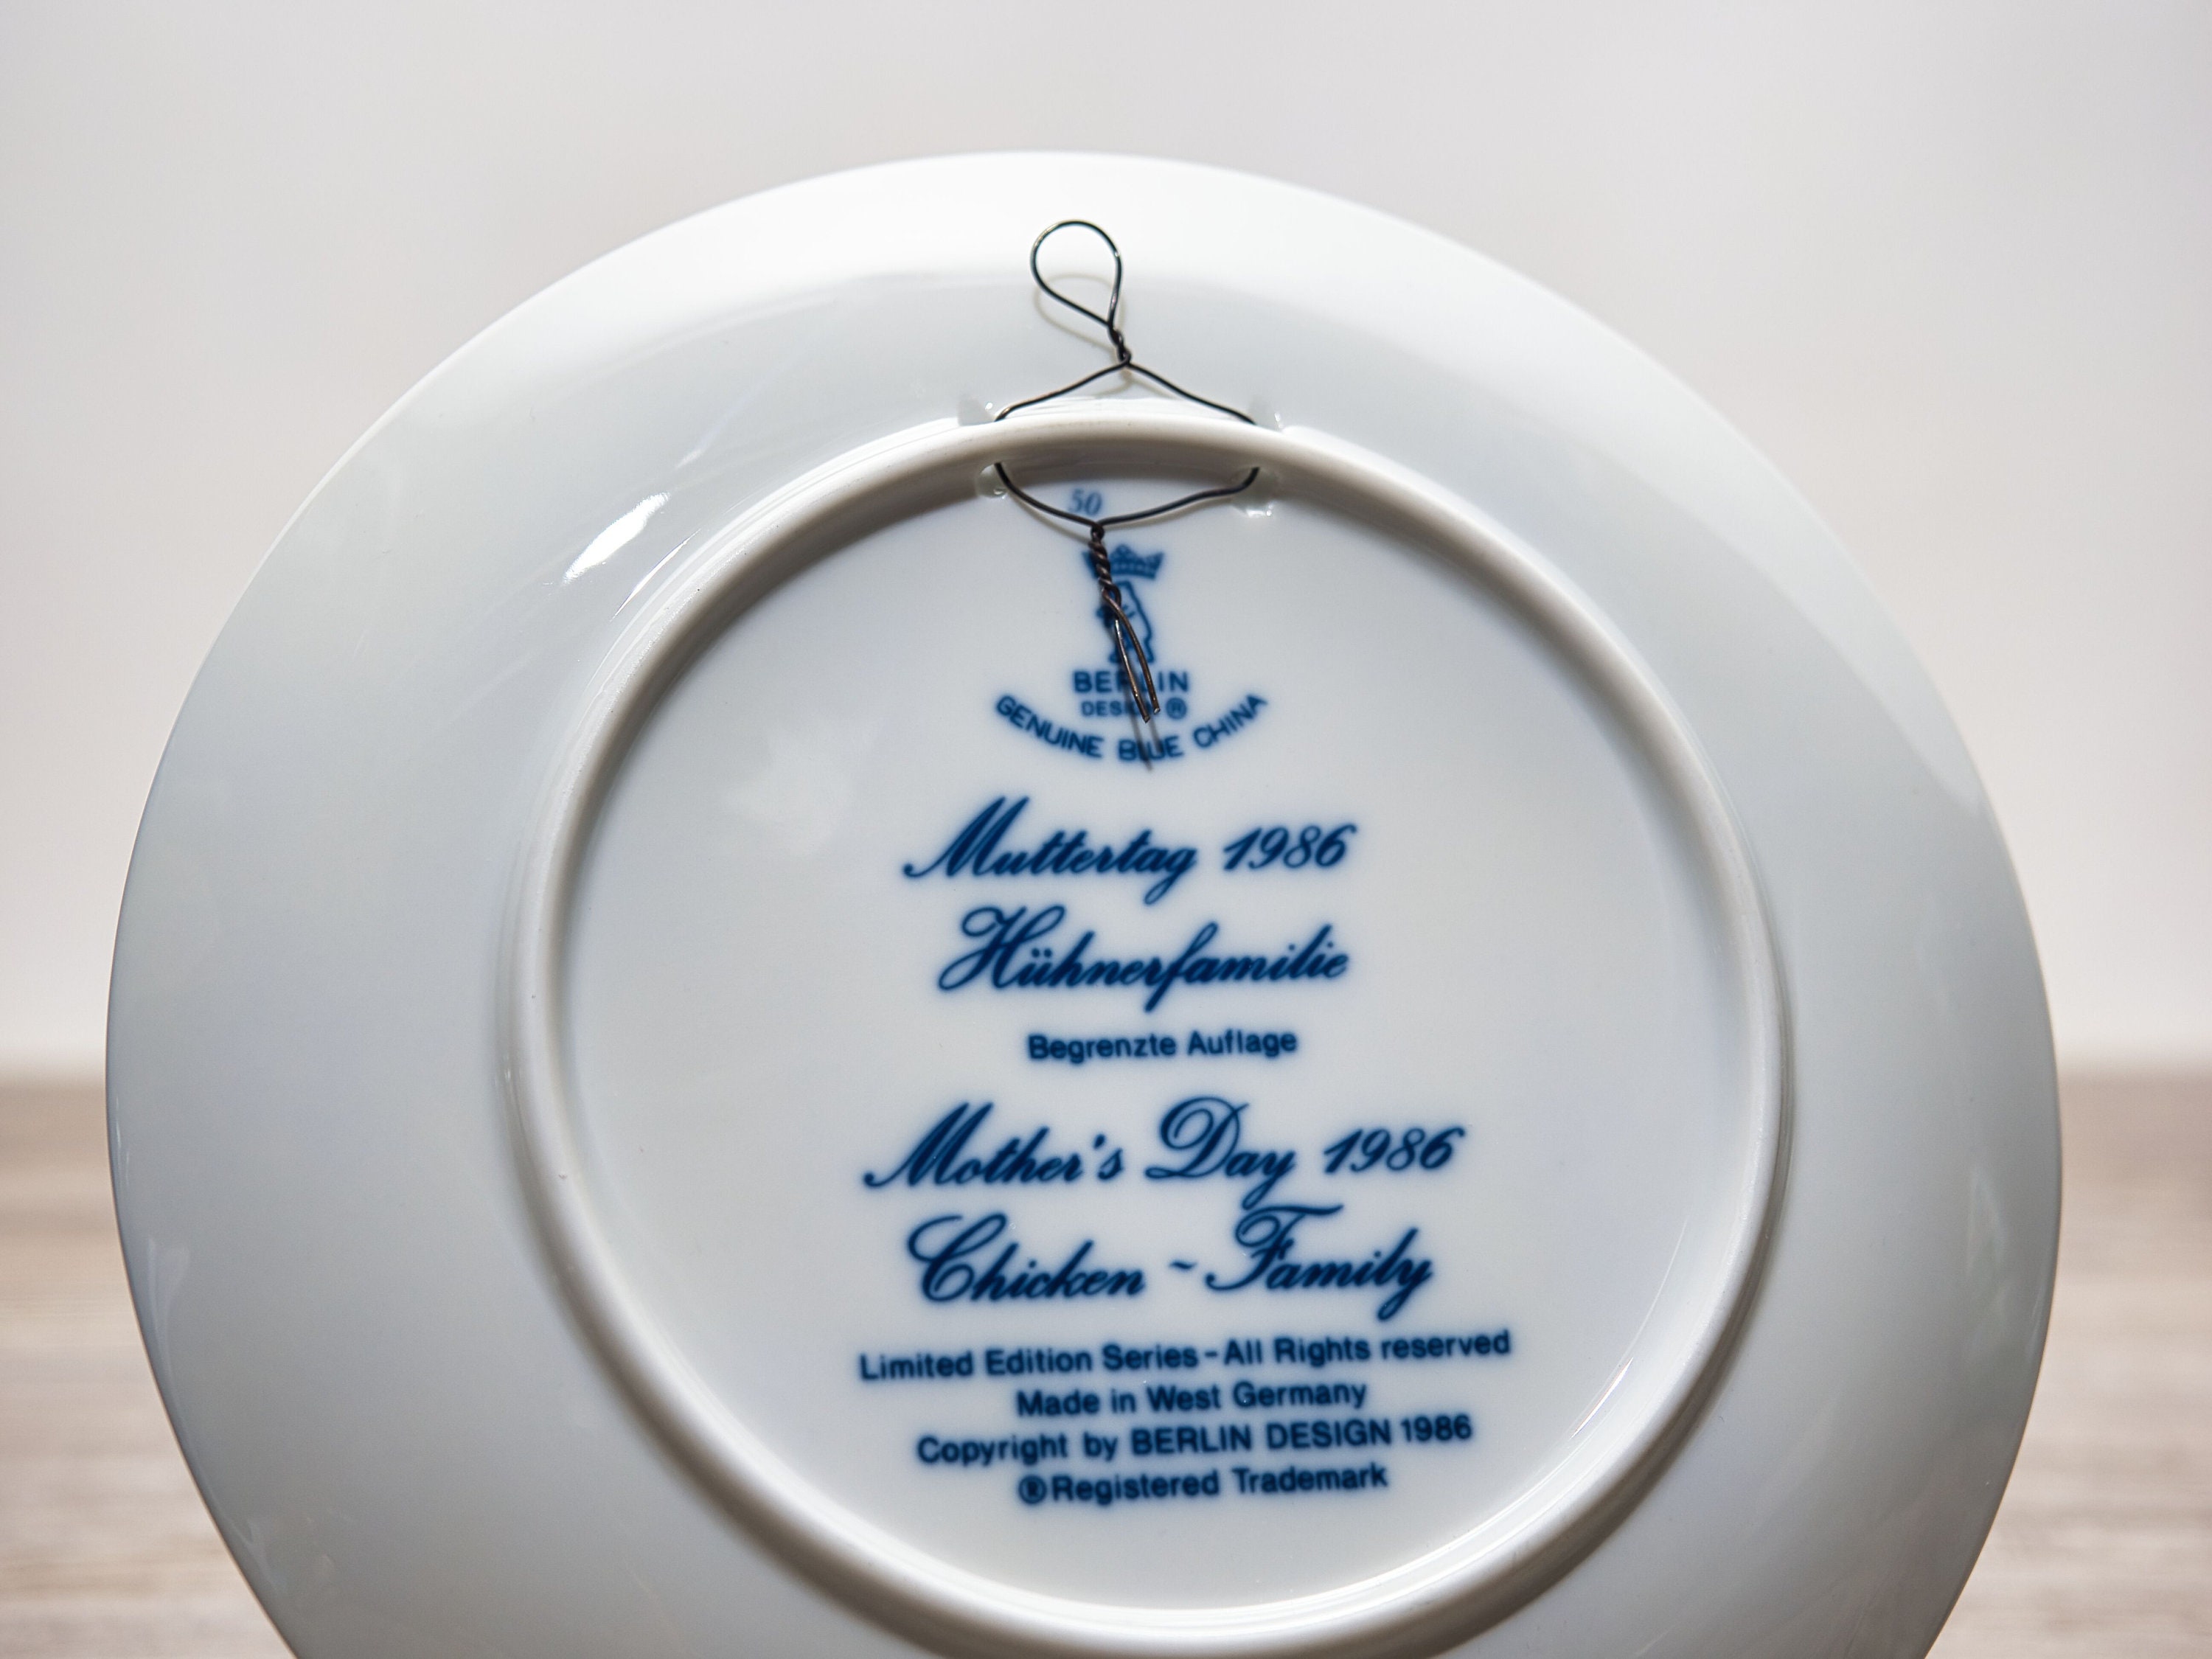 50
BERLIN
DESIGN ®
GENUINE BLUE CHINA
Muttertag 1986
Hühnerfamilie
Begrenzte Auflage
Mother's Day 1986
Chicken ~ Family
Limited Edition Series - All Rights reserved
Made in West Germany
Copyright by BERLIN DESIGN 1986
®Registered Trademark